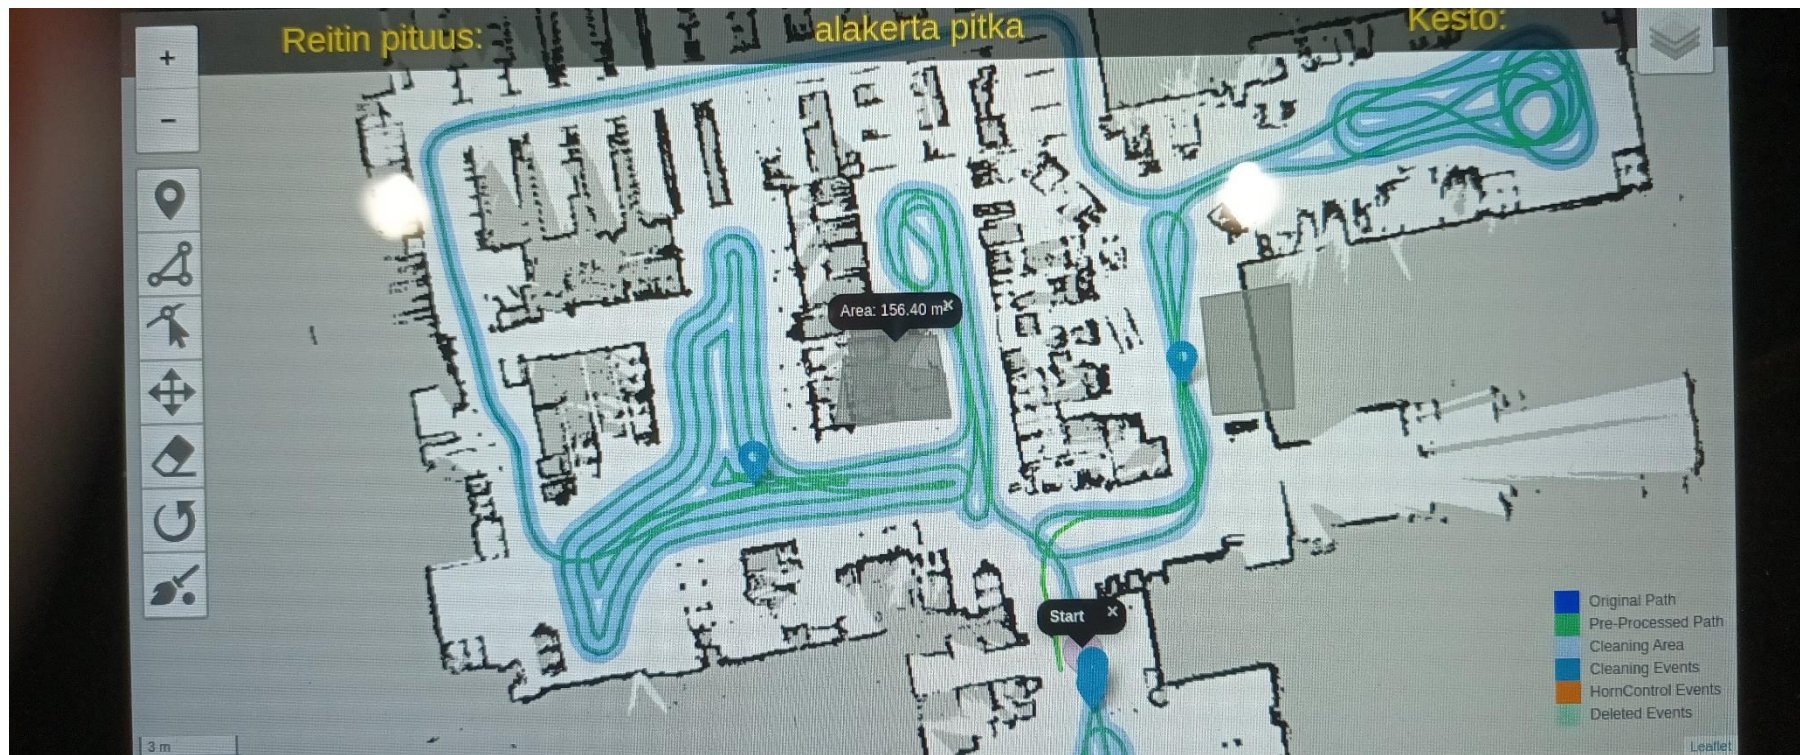 Reitin pituus:
alakerta pitka
Kesto:
+
−
Area: 156.40 m²
×
Start ×
Original Path
Pre-Processed Path
Cleaning Area
Cleaning Events
HornControl Events
Deleted Events
3 m
Leaflet